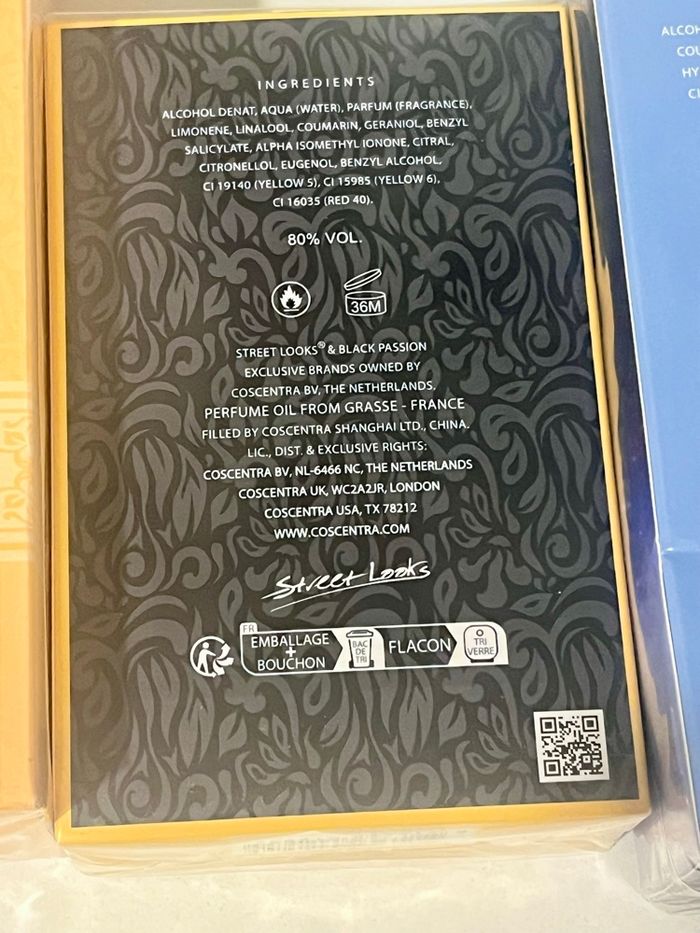 INGREDIENTS
ALCOHOL DENAT, AQUA (WATER), PARFUM (FRAGRANCE),
LIMONENE, LINALOOL, COUMARIN, GERANIOL, BENZYL
SALICYLATE, ALPHA ISOMETHYL IONONE, CITRAL,
CITRONELLOL, EUGENOL, BENZYL ALCOHOL,
CI 19140 (YELLOW 5), CI 15985 (YELLOW 6),
CI 16035 (RED 40).
80% VOL.
36M
STREET LOOKS® & BLACK PASSION
EXCLUSIVE BRANDS OWNED BY
COSCENTRA BV, THE NETHERLANDS.
PERFUME OIL FROM GRASSE - FRANCE
FILLED BY COSCENTRA SHANGHAI LTD., CHINA.
LIC., DIST. & EXCLUSIVE RIGHTS:
COSCENTRA BV, NL-6466 NC, THE NETHERLANDS
COSCENTRA UK, WC2A2JR, LONDON
COSCENTRA USA, TX 78212
WWW.COSCENTRA.COM
Street Looks
FR
EMBALLAGE
+
BOUCHON
BAC
DE
TRI
FLACON
TRI
VERRE
ALCOH
COU
HY
CI